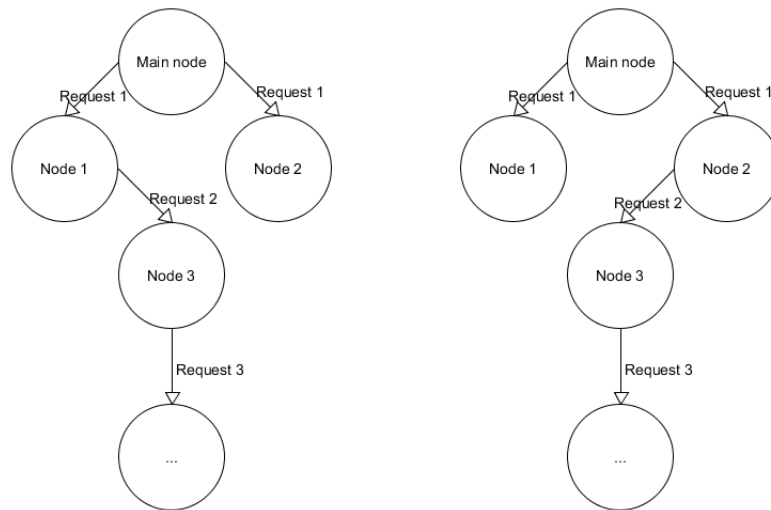 Main node
Request 1
Request 1
Node 1
Node 2
Request 2
Node 3
Request 3
...
Main node
Request 1
Request 1
Node 1
Node 2
Request 2
Node 3
Request 3
...